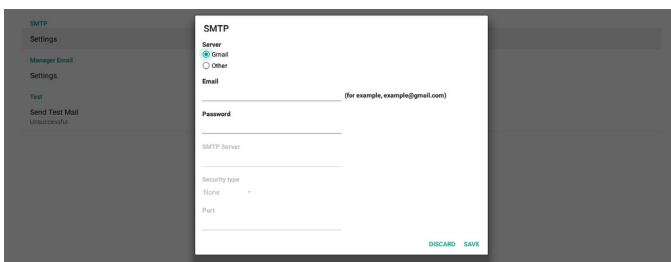 SMTP
Settings
Manager Email
Settings
Test
Send Test Mail
Unsuccessful
SMTP
Server
Gmail
Other
Email
(for example, example@gmail.com)
Password
SMTP Server
Security type
None
Port
DISCARD SAVE